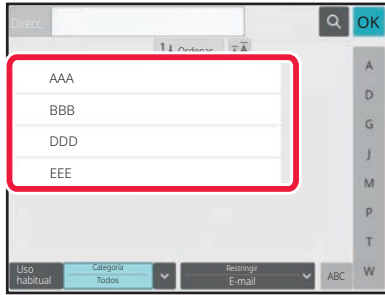 Direcc.
OK
Ordenar
A
AAA
BBB
DDD
EEE
A
D
G
J
M
P
T
W
Uso habitual
Categoría
Todos
Restringir
E-mail
ABC